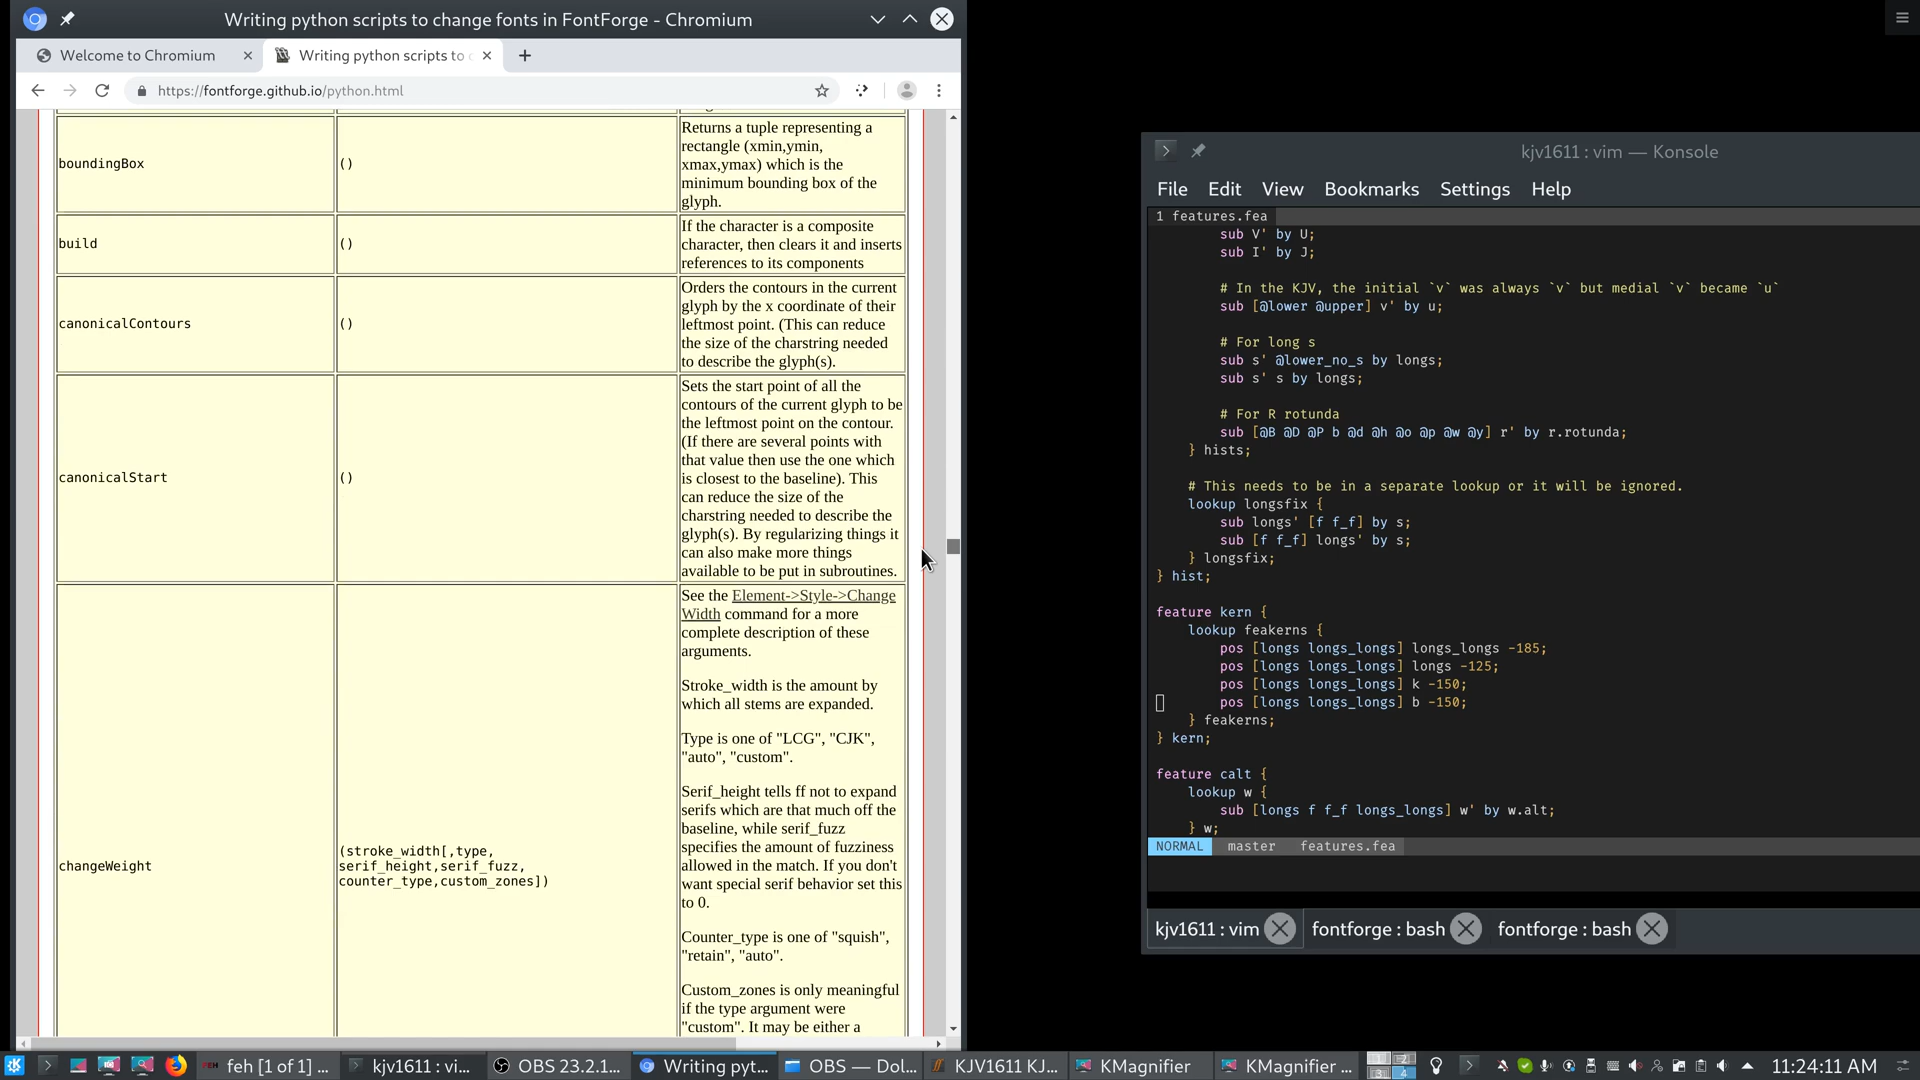 Writing python scripts to change fonts in FontForge - Chromium
Welcome to Chromium
Writing python scripts to c
https://fontforge.github.io/python.html
boundingBox
()
Returns a tuple representing a
rectangle (xmin,ymin,
xmax,ymax) which is the
minimum bounding box of the
glyph.
build
()
If the character is a composite
character, then clears it and inserts
references to its components
canonicalContours
()
Orders the contours in the current
glyph by the x coordinate of their
leftmost point. (This can reduce
the size of the charstring needed
to describe the glyph(s).
canonicalStart
()
Sets the start point of all the
contours of the current glyph to be
the leftmost point on the contour.
(If there are several points with
that value then use the one which
is closest to the baseline). This
can reduce the size of the
charstring needed to describe the
glyph(s). By regularizing things it
can also make more things
available to be put in subroutines.
changeWeight
(stroke_width[,type,
serif_height,serif_fuzz,
counter_type,custom_zones])
See the Element->Style->Change
Width command for a more
complete description of these
arguments.
Stroke_width is the amount by
which all stems are expanded.
Type is one of "LCG", "CJK",
"auto", "custom".
Serif_height tells ff not to expand
serifs which are that much off the
baseline, while serif_fuzz
specifies the amount of fuzziness
allowed in the match. If you don't
want special serif behavior set this
to 0.
Counter_type is one of "squish",
"retain", "auto".
Custom_zones is only meaningful
if the type argument were
"custom". It may be either a
kjv1611 : vim — Konsole
File Edit View Bookmarks Settings Help
1 features.fea
sub V' by U;
sub I' by J;
# In the KJV, the initial `v` was always `v` but medial `v` became `u`
sub [@lower @upper] v' by u;
# For long s
sub s' @lower_no_s by longs;
sub s' s by longs;
# For R rotunda
sub [@B @D @P b @d @h @o @p @w @y] r' by r.rotunda;
} hists;
# This needs to be in a separate lookup or it will be ignored.
lookup longsfix {
sub longs' [f f_f] by s;
sub [f f_f] longs' by s;
} longsfix;
} hist;
feature kern {
lookup feakerns {
pos [longs longs_longs] longs_longs -185;
pos [longs longs_longs] longs -125;
pos [longs longs_longs] k -150;
pos [longs longs_longs] b -150;
} feakerns;
} kern;
feature calt {
lookup w {
sub [longs f f_f longs_longs] w' by w.alt;
} w;
NORMAL master features.fea
kjv1611 : vim
fontforge : bash
fontforge : bash
feh [1 of 1] ...
kjv1611 : vi...
OBS 23.2.1...
Writing pyt...
OBS — Dol...
KJV1611 KJ...
KMagnifier
KMagnifier ...
1 2
3 4
11:24:11 AM